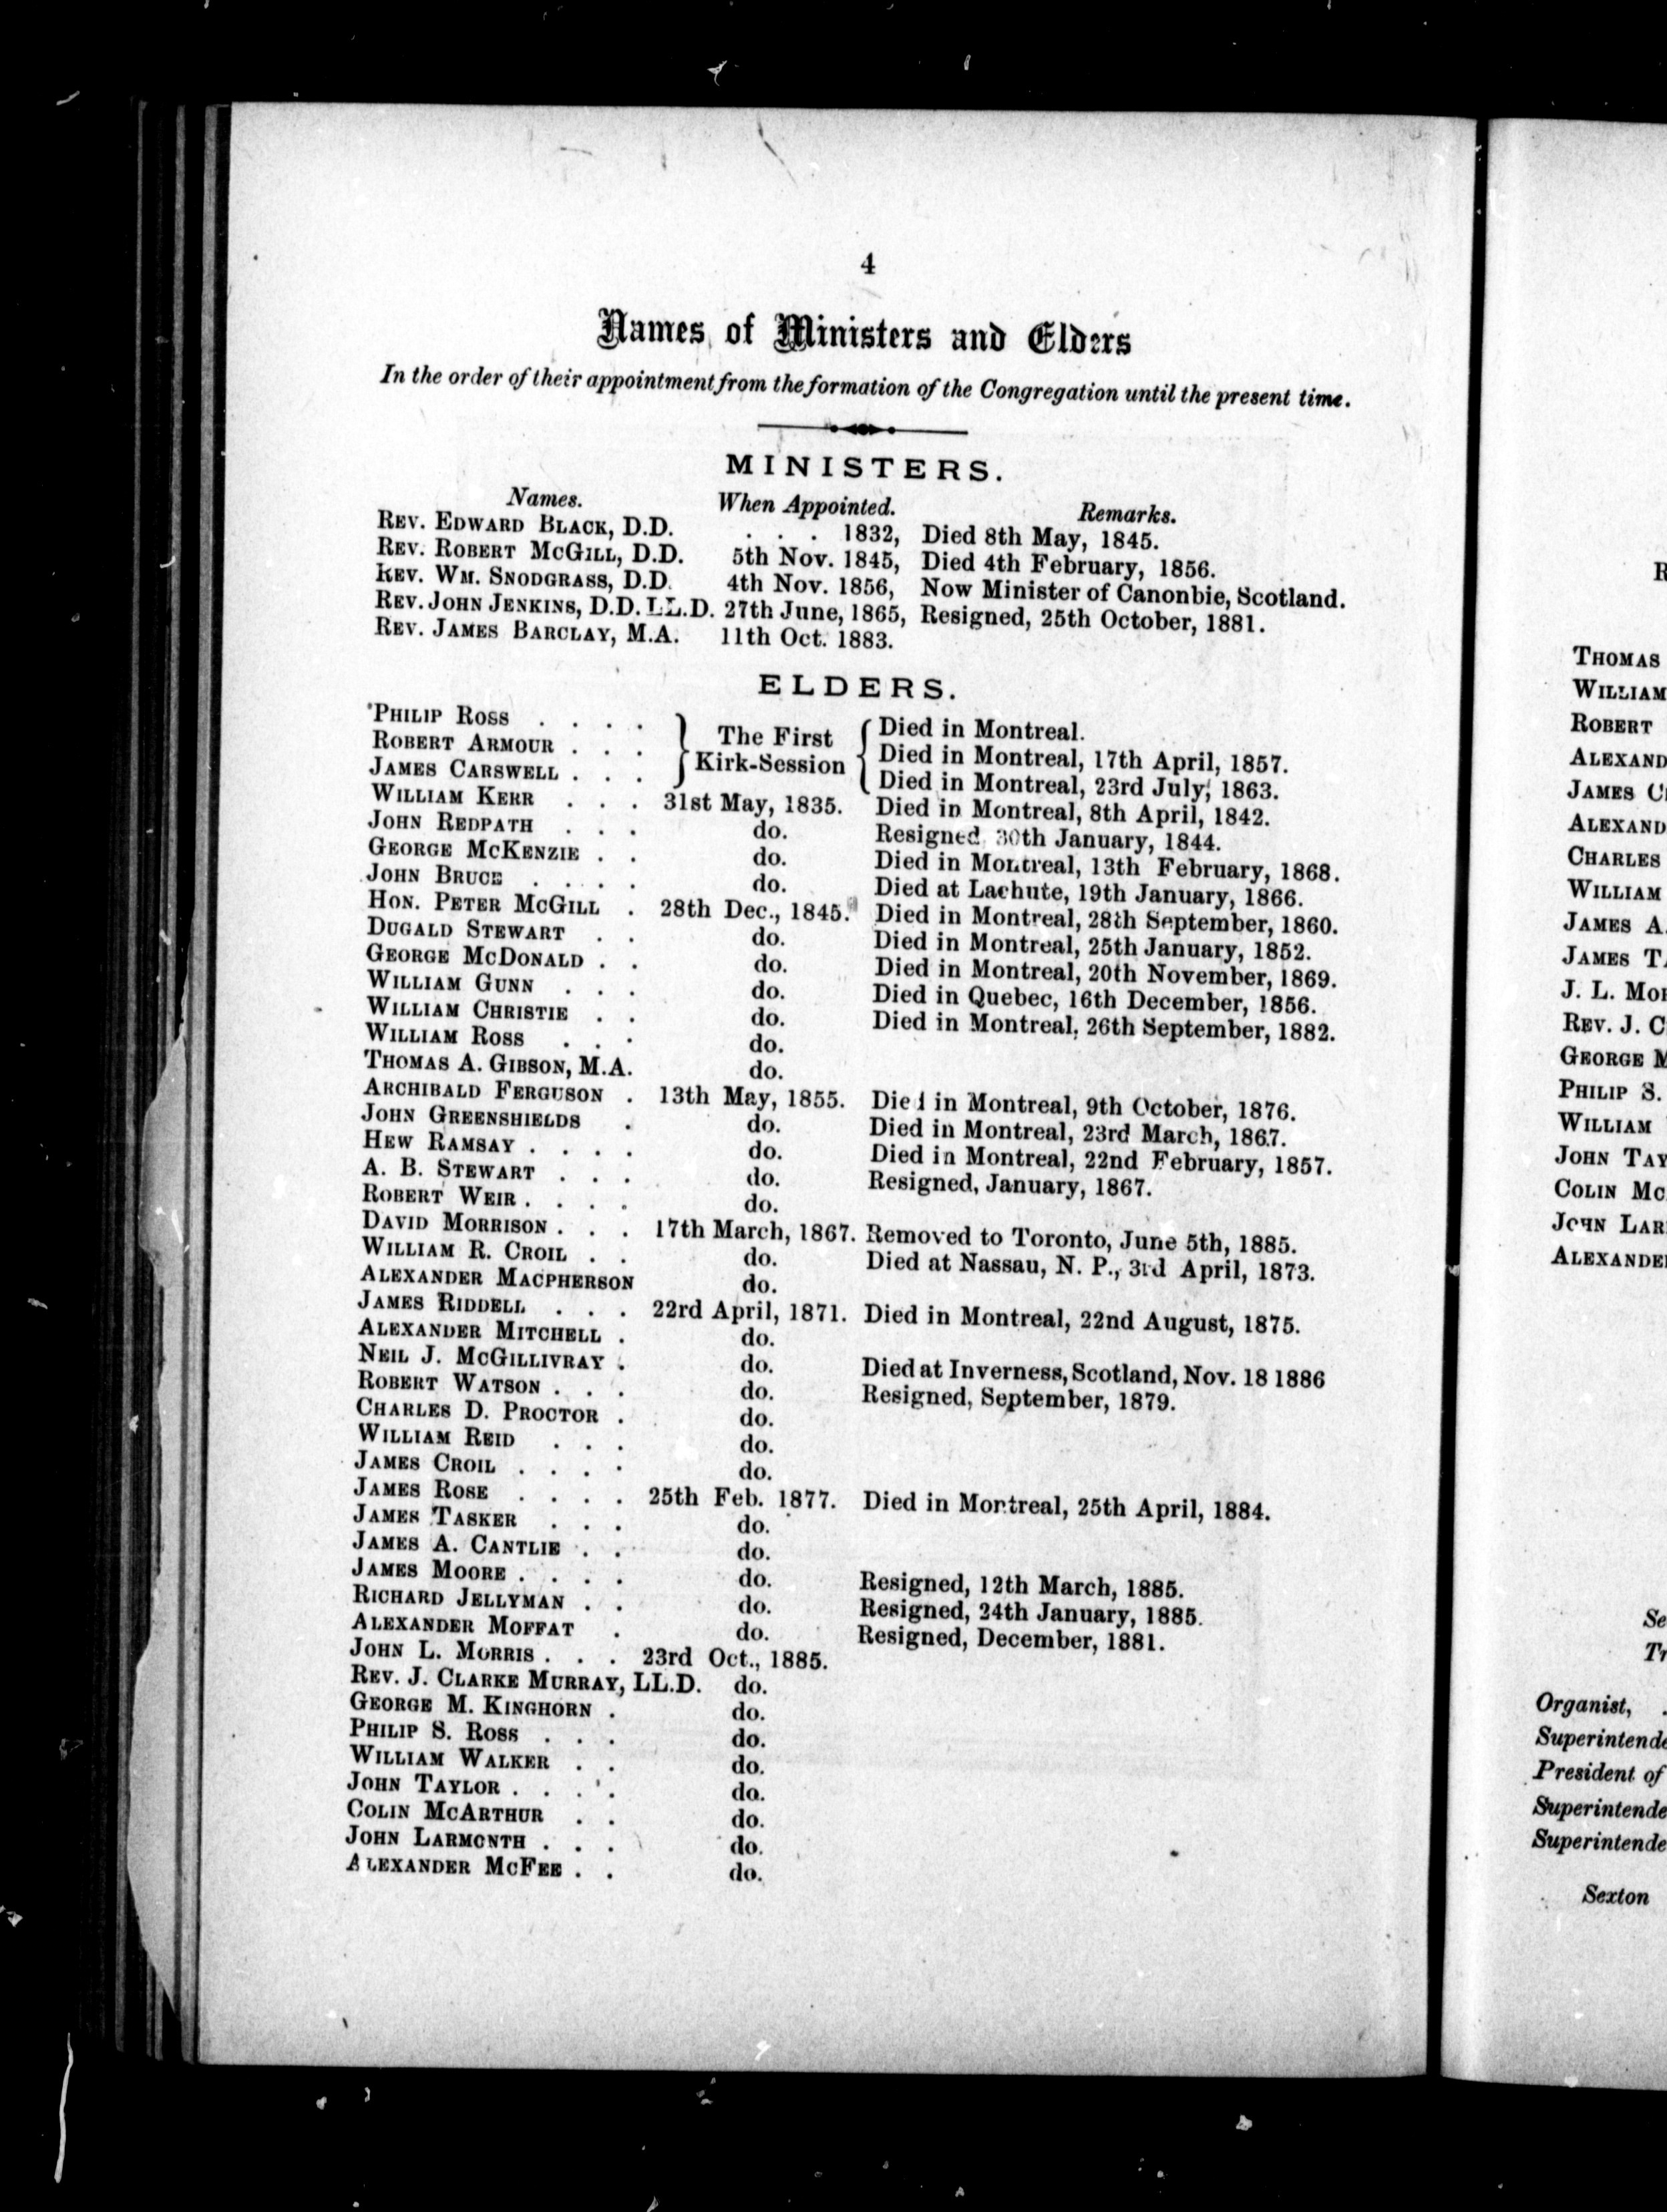 4
Names of Ministers and Elders
In the order of their appointment from the formation of the Congregation until the present time.
MINISTERS.
Names. When Appointed. Remarks.
REV. EDWARD BLACK, D.D. . . . 1832, Died 8th May, 1845.
REV. ROBERT MCGILL, D.D. 5th Nov. 1845, Died 4th February, 1856.
REV. WM. SNODGRASS, D.D. 4th Nov. 1856, Now Minister of Canonbie, Scotland.
REV. JOHN JENKINS, D.D. LL.D. 27th June, 1865, Resigned, 25th October, 1881.
REV. JAMES BARCLAY, M.A. 11th Oct. 1883.
ELDERS.
PHILIP ROSS . . . . Died in Montreal.
ROBERT ARMOUR . . . The First Died in Montreal, 17th April, 1857.
JAMES CARSWELL . . . Kirk-Session Died in Montreal, 23rd July, 1863.
WILLIAM KERR . . . 31st May, 1835. Died in Montreal, 8th April, 1842.
JOHN REDPATH . . . do. Resigned, 30th January, 1844.
GEORGE MCKENZIE . . do. Died in Montreal, 13th February, 1868.
JOHN BRUCE . . . . do. Died at Lachute, 19th January, 1866.
HON. PETER MCGILL . 28th Dec., 1845. Died in Montreal, 28th September, 1860.
DUGALD STEWART . . do. Died in Montreal, 25th January, 1852.
GEORGE MCDONALD . . do. Died in Montreal, 20th November, 1869.
WILLIAM GUNN . . . do. Died in Quebec, 16th December, 1856.
WILLIAM CHRISTIE . . do. Died in Montreal, 26th September, 1882.
WILLIAM ROSS . . . do.
THOMAS A. GIBSON, M.A. do.
ARCHIBALD FERGUSON . 13th May, 1855. Died in Montreal, 9th October, 1876.
JOHN GREENSHIELDS . do. Died in Montreal, 23rd March, 1867.
HEW RAMSAY . . . . do. Died in Montreal, 22nd February, 1857.
A. B. STEWART . . . do. Resigned, January, 1867.
ROBERT WEIR . . . . do.
DAVID MORRISON . . . 17th March, 1867. Removed to Toronto, June 5th, 1885.
WILLIAM R. CROIL . . do. Died at Nassau, N. P., 3rd April, 1873.
ALEXANDER MACPHERSON do.
JAMES RIDDELL . . . 22rd April, 1871. Died in Montreal, 22nd August, 1875.
ALEXANDER MITCHELL . do.
NEIL J. MCGILLIVRAY . do. Died at Inverness, Scotland, Nov. 18 1886
ROBERT WATSON . . . do. Resigned, September, 1879.
CHARLES D. PROCTOR . do.
WILLIAM REID . . . do.
JAMES CROIL . . . . do.
JAMES ROSE . . . . 25th Feb. 1877. Died in Montreal, 25th April, 1884.
JAMES TASKER . . . do.
JAMES A. CANTLIE . . do.
JAMES MOORE . . . . do. Resigned, 12th March, 1885.
RICHARD JELLYMAN . . do. Resigned, 24th January, 1885.
ALEXANDER MOFFAT . do. Resigned, December, 1881.
JOHN L. MORRIS . . . 23rd Oct., 1885.
REV. J. CLARKE MURRAY, LL.D. do.
GEORGE M. KINGHORN . do.
PHILIP S. ROSS . . . do.
WILLIAM WALKER . . do.
JOHN TAYLOR . . . . do.
COLIN MCARTHUR . . do.
JOHN LARMONTH . . . do.
ALEXANDER MCFEE . . do.
R
THOMAS
WILLIAM
ROBERT
ALEXAND
JAMES C
ALEXAND
CHARLES
WILLIAM
JAMES A.
JAMES T
J. L. MO
REV. J. C
GEORGE M
PHILIP S.
WILLIAM
JOHN TAY
COLIN MC
JOHN LAR
ALEXANDE
Se
Tr
Organist,
Superintende
President of
Superintende
Superintende
Sexton